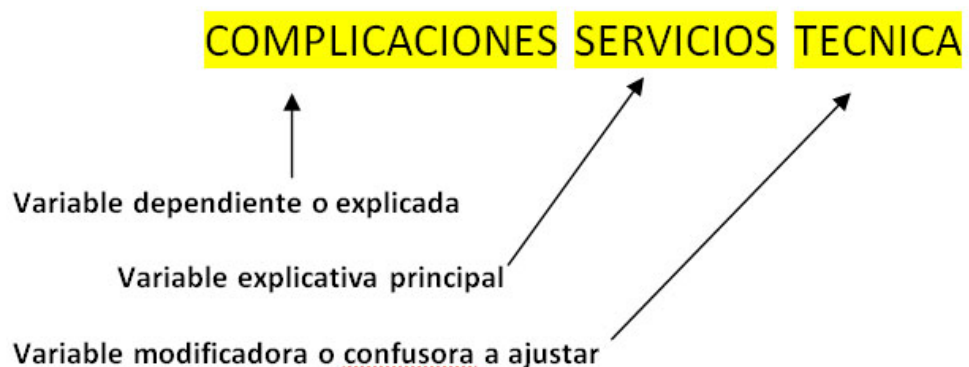 COMPLICACIONES SERVICIOS TECNICA
Variable dependiente o explicada
Variable explicativa principal
Variable modificadora o confusora a ajustar